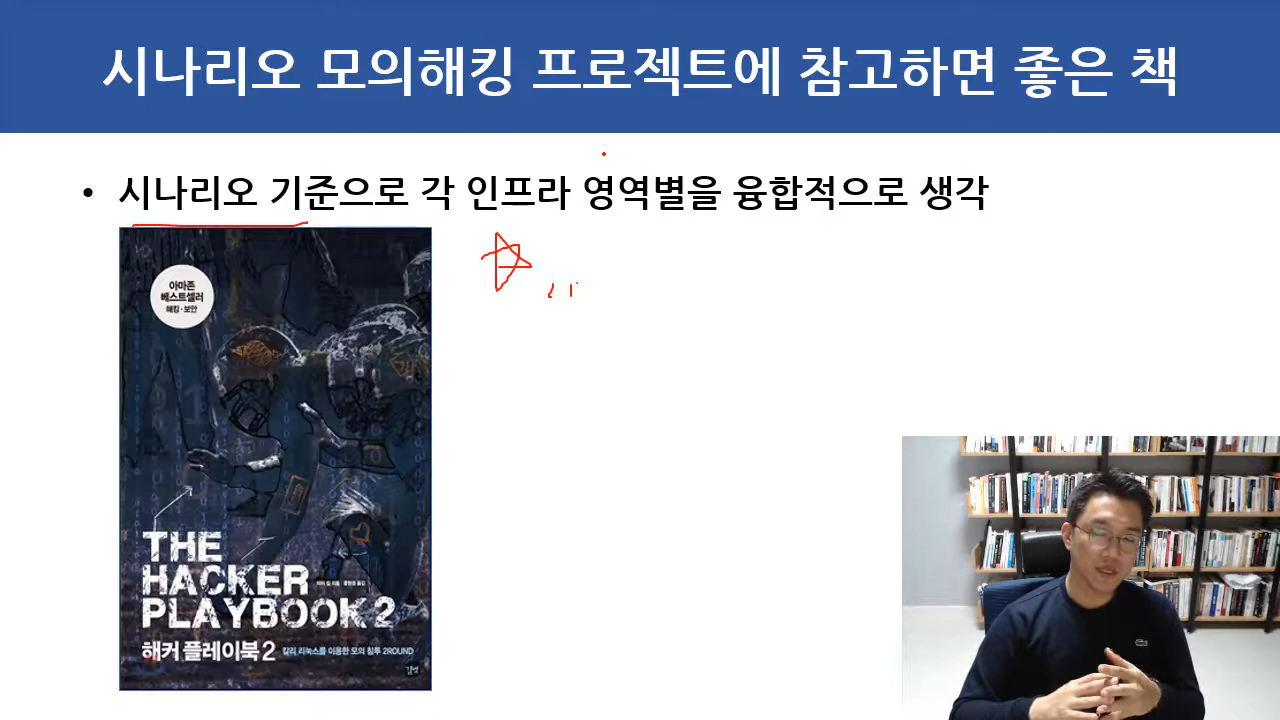 시나리오 모의해킹 프로젝트에 참고하면 좋은 책
• 시나리오 기준으로 각 인프라 영역별을 융합적으로 생각
아마존
베스트셀러
해킹·보안
THE
HACKER
PLAYBOOK 2
해커 플레이북 2 칼리 리눅스를 이용한 모의 침투 2ROUND